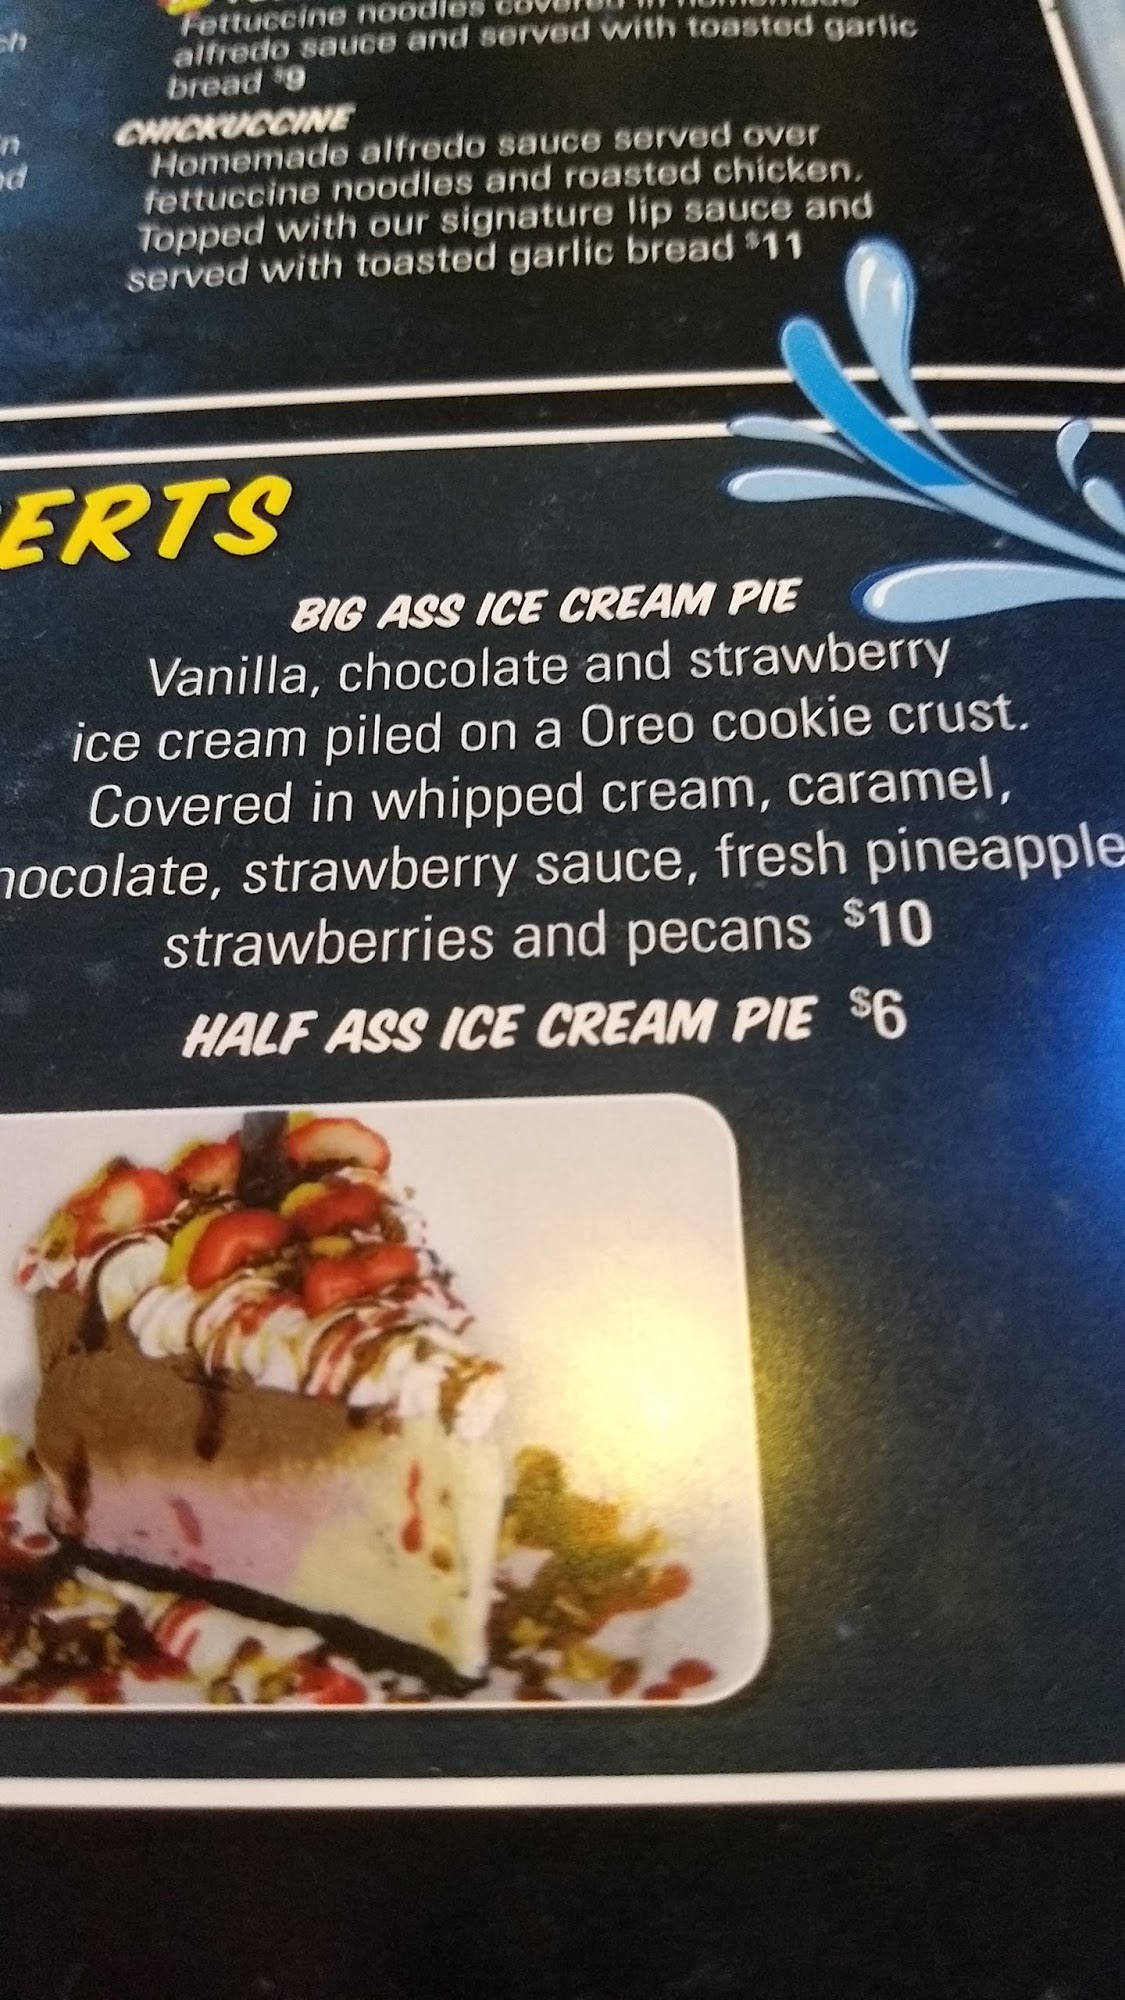 Fettuccine noodles covered in homemade
ch
alfredo sauce and served with toasted garlic
bread $9
CHICKUCCINE
Homemade alfredo sauce served over
fettuccine noodles and roasted chicken.
Topped with our signature lip sauce and
served with toasted garlic bread $11
ERTS
BIG ASS ICE CREAM PIE
Vanilla, chocolate and strawberry
ice cream piled on a Oreo cookie crust.
Covered in whipped cream, caramel,
hocolate, strawberry sauce, fresh pineapple
strawberries and pecans $10
HALF ASS ICE CREAM PIE $6